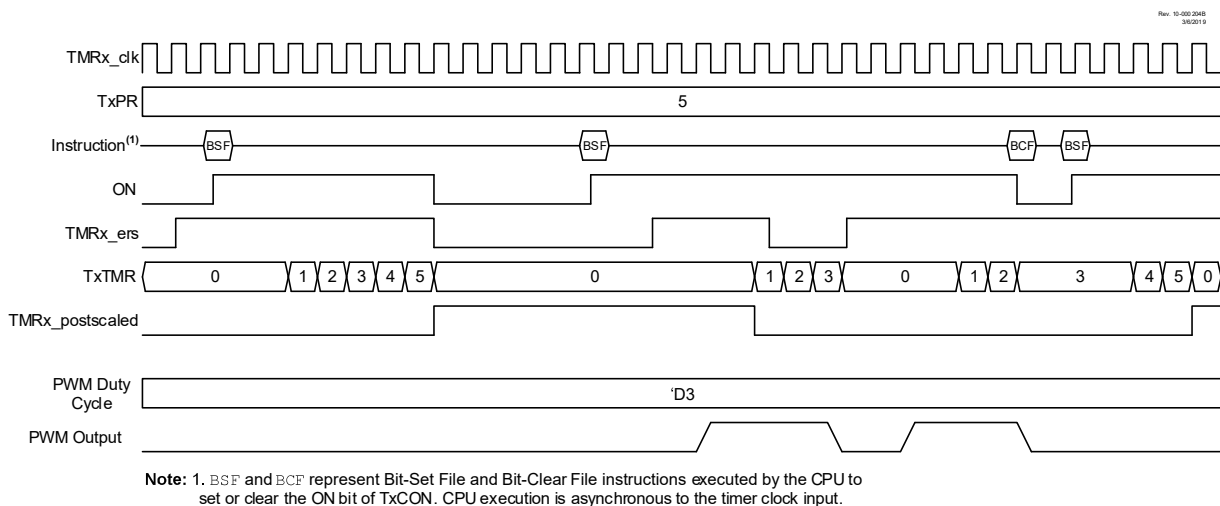 Rev. 10-000 204B
3/6/2019
TMRx_clk
TxPR
5
Instruction(1)
BSF
BSF
BCF
BSF
ON
TMRx_ers
TxTMR
0
1
2
3
4
5
0
1
2
3
0
1
2
3
4
5
0
TMRx_postscaled
PWM Duty
Cycle
‘D3
PWM Output
Note: 1. BSF and BCF represent Bit-Set File and Bit-Clear File instructions executed by the CPU to
set or clear the ON bit of TxCON. CPU execution is asynchronous to the timer clock input.